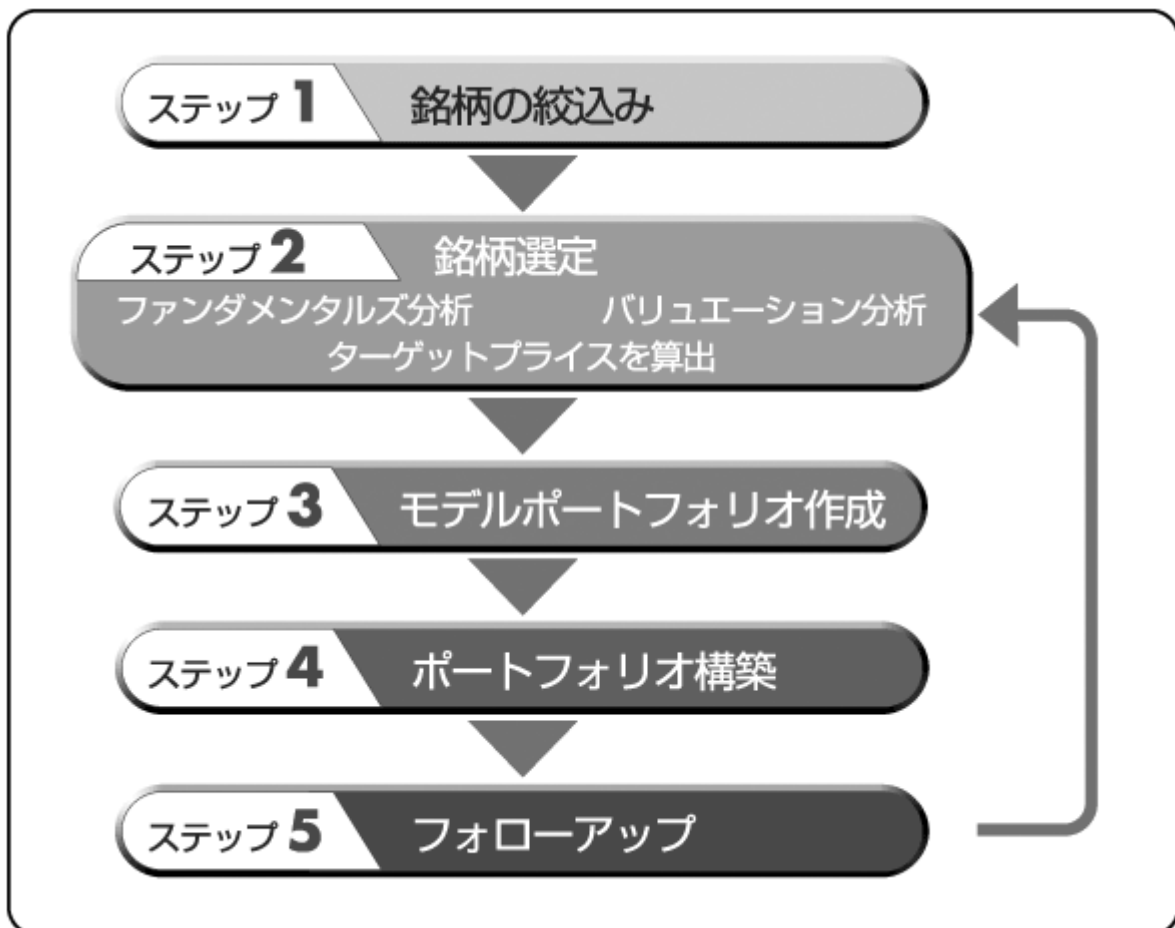 ステップ 1 銘柄の絞込み
ステップ 2 銘柄選定
ファンダメンタルズ分析 バリュエーション分析
ターゲットプライスを算出
ステップ 3 モデルポートフォリオ作成
ステップ 4 ポートフォリオ構築
ステップ 5 フォローアップ